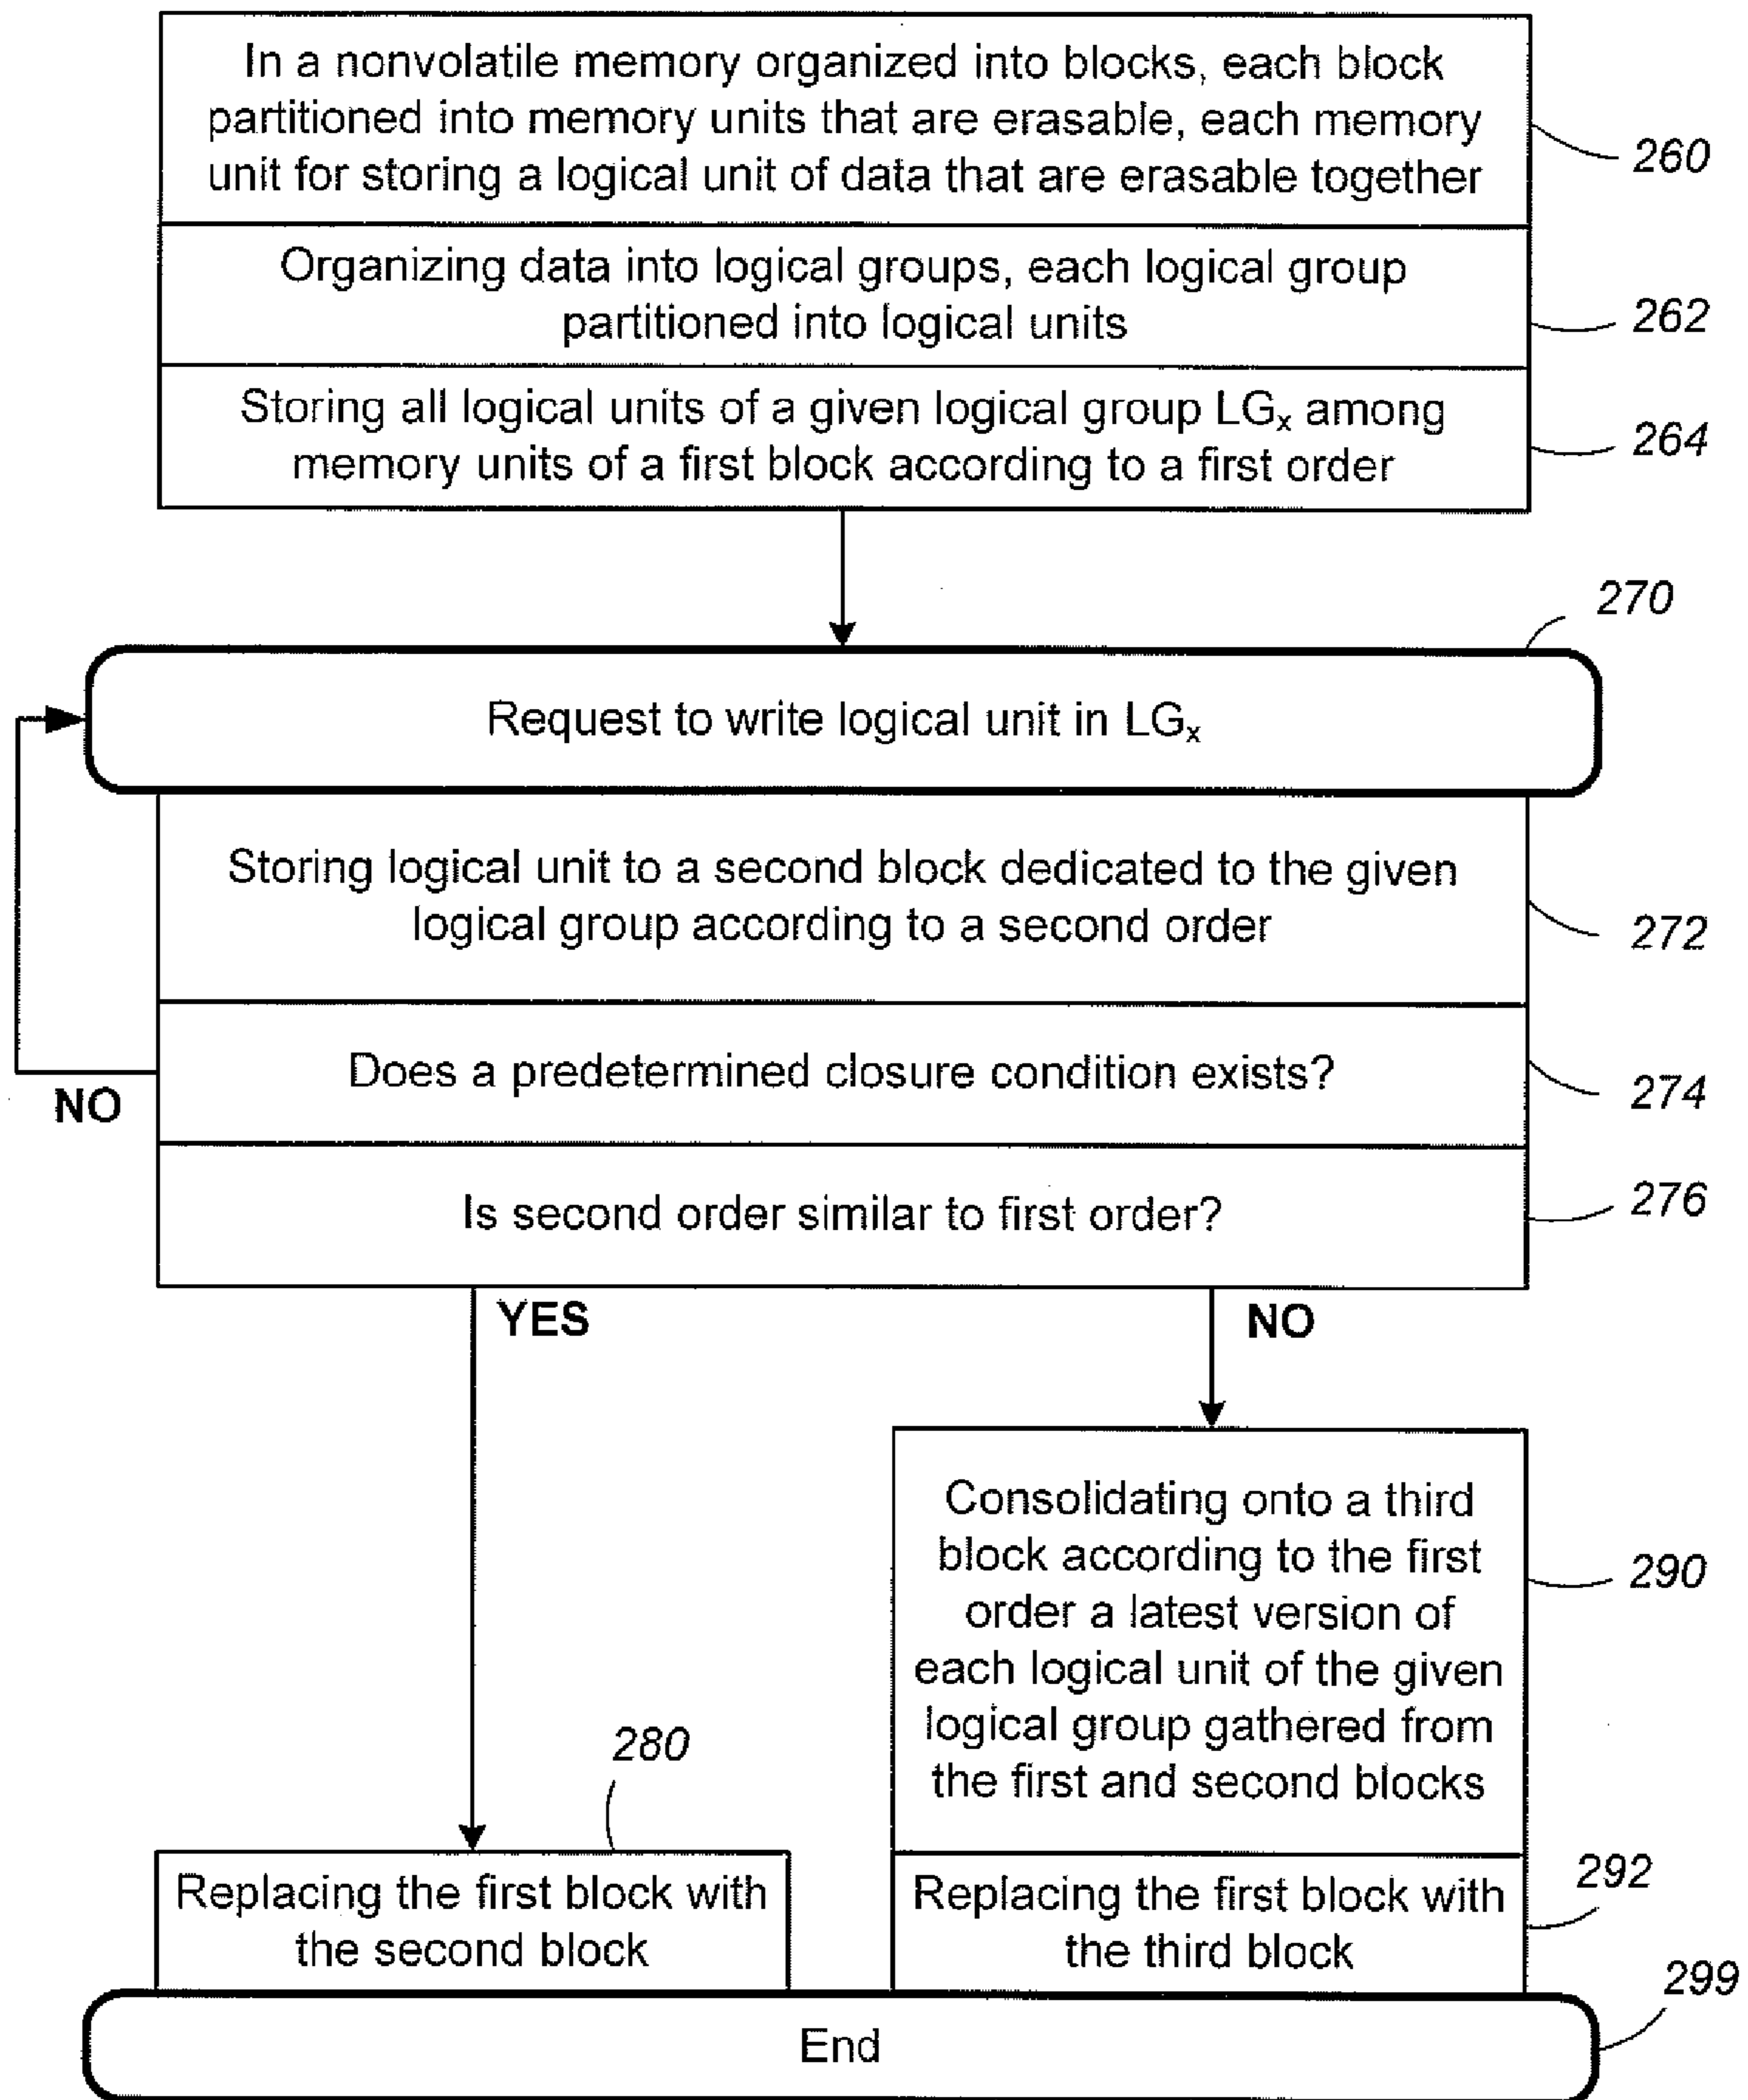 In a nonvolatile memory organized into blocks, each block
partitioned into memory units that are erasable, each memory
unit for storing a logical unit of data that are erasable together
260
Organizing data into logical groups, each logical group
partitioned into logical units
262
Storing all logical units of a given logical group LGx among
memory units of a first block according to a first order
264
270
Request to write logical unit in LGx
Storing logical unit to a second block dedicated to the given
logical group according to a second order
272
Does a predetermined closure condition exists?
274
NO
Is second order similar to first order?
276
YES
NO
Consolidating onto a third
block according to the first
order a latest version of
each logical unit of the given
logical group gathered from
the first and second blocks
290
280
Replacing the first block with
the second block
Replacing the first block with
the third block
292
299
End